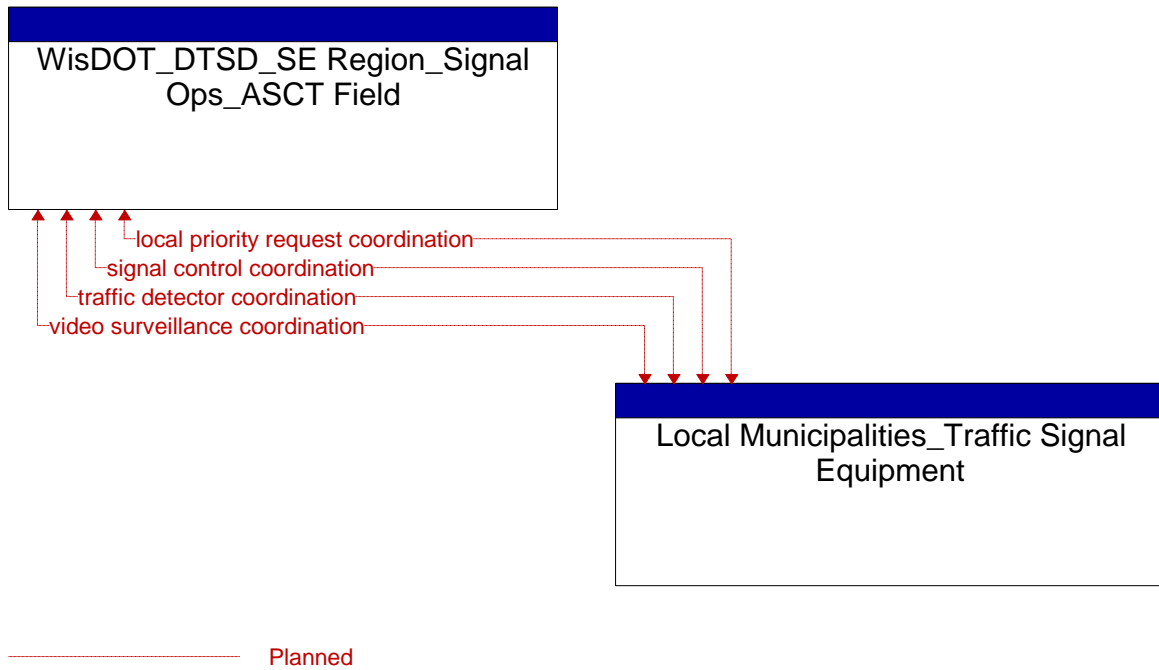 WisDOT_DTSD_SE Region_Signal
Ops_ASCT Field
local priority request coordination
signal control coordination
traffic detector coordination
video surveillance coordination
Local Municipalities_Traffic Signal
Equipment
Planned